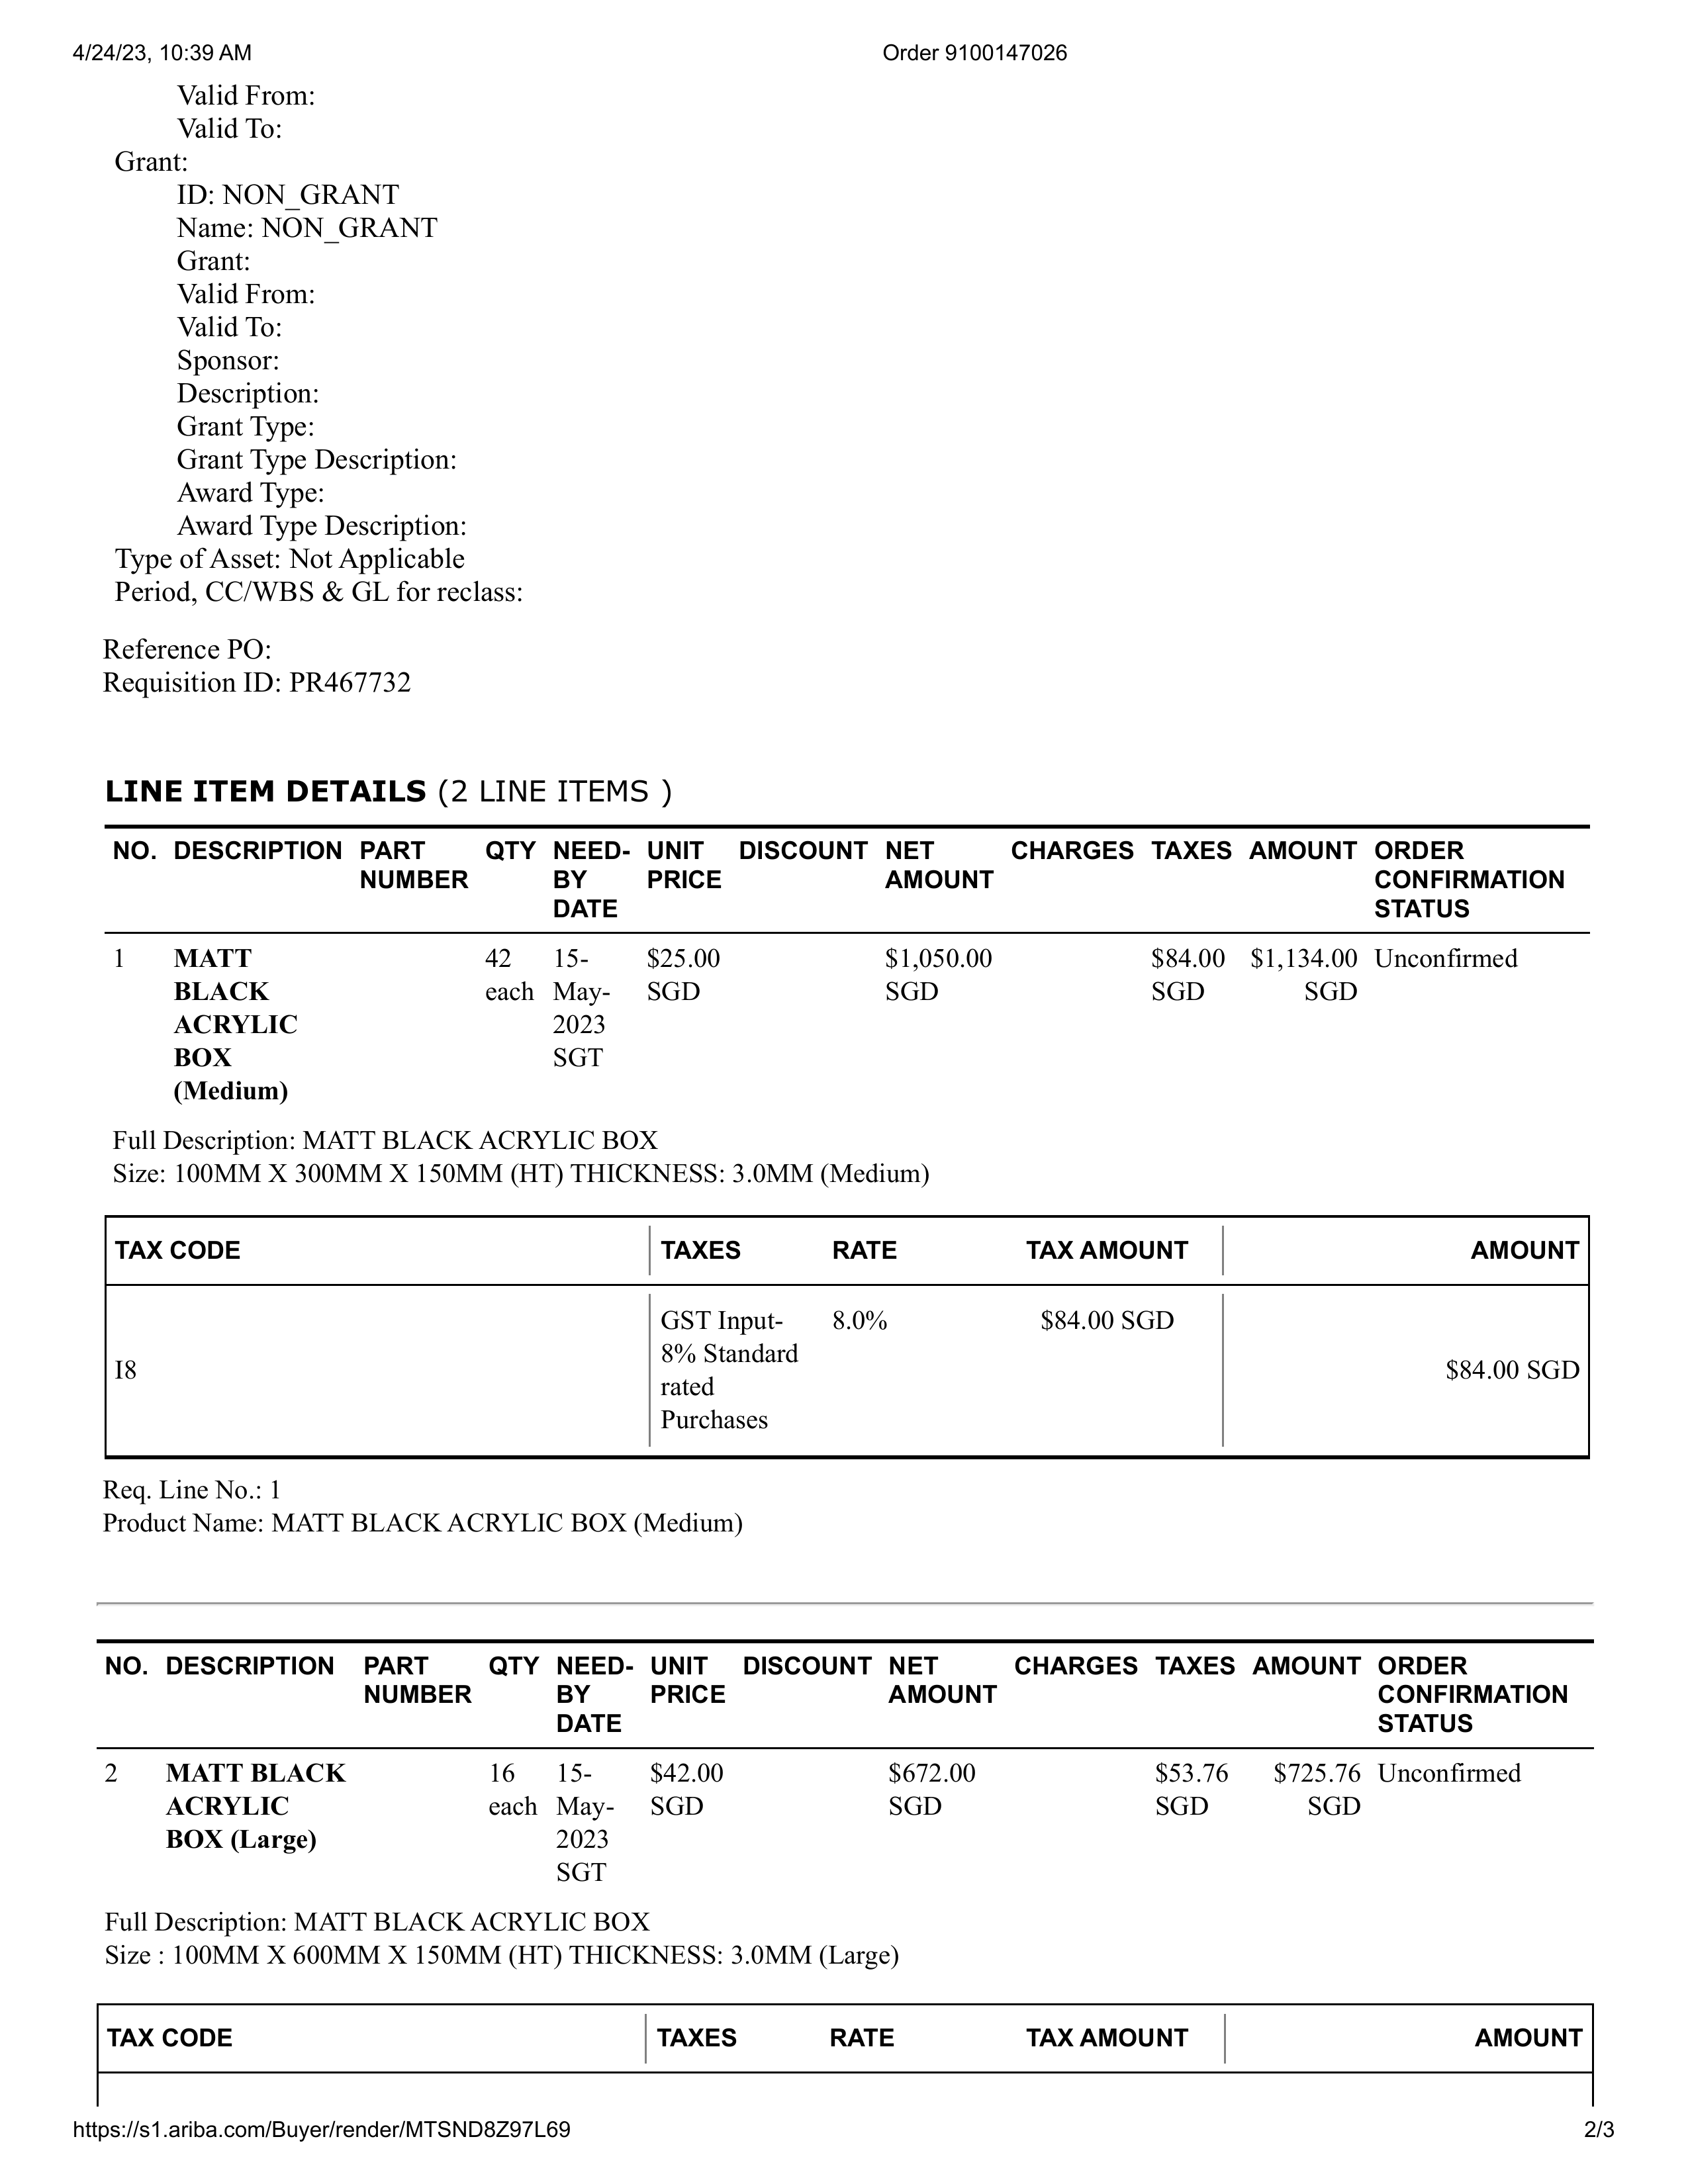 4/24/23, 10:39 AM Order 9100147026
Valid From:
Valid To:
Grant:
ID: NON_GRANT
Name: NON_GRANT
Grant:
Valid From:
Valid To:
Sponsor:
Description:
Grant Type:
Grant Type Description:
Award Type:
Award Type Description:
Type of Asset: Not Applicable
Period, CC/WBS & GL for reclass:
Reference PO:
Requisition ID: PR467732
LINE ITEM DETAILS (2 LINE ITEMS )
NO. DESCRIPTION PART QTY NEED- UNIT DISCOUNT NET CHARGES TAXES AMOUNT ORDER
NUMBER BY PRICE AMOUNT CONFIRMATION
DATE STATUS
1 MATT 42 15- $25.00 $1,050.00 $84.00 $1,134.00 Unconfirmed
BLACK each May- SGD SGD SGD SGD
ACRYLIC 2023
BOX SGT
(Medium)
Full Description: MATT BLACK ACRYLIC BOX
Size: 100MM X 300MM X 150MM (HT) THICKNESS: 3.0MM (Medium)
TAX CODE TAXES RATE TAX AMOUNT AMOUNT
GST Input- 8.0% $84.00 SGD
8% Standard
I8 $84.00 SGD
rated
Purchases
Req. Line No.: 1
Product Name: MATT BLACK ACRYLIC BOX (Medium)
NO. DESCRIPTION PART QTY NEED- UNIT DISCOUNT NET CHARGES TAXES AMOUNT ORDER
NUMBER BY PRICE AMOUNT CONFIRMATION
DATE STATUS
2 MATT BLACK 16 15- $42.00 $672.00 $53.76 $725.76 Unconfirmed
ACRYLIC each May- SGD SGD SGD SGD
BOX (Large) 2023
SGT
Full Description: MATT BLACK ACRYLIC BOX
Size : 100MM X 600MM X 150MM (HT) THICKNESS: 3.0MM (Large)
TAX CODE TAXES RATE TAX AMOUNT AMOUNT
https://s1.ariba.com/Buyer/render/MTSND8Z97L69 2/3